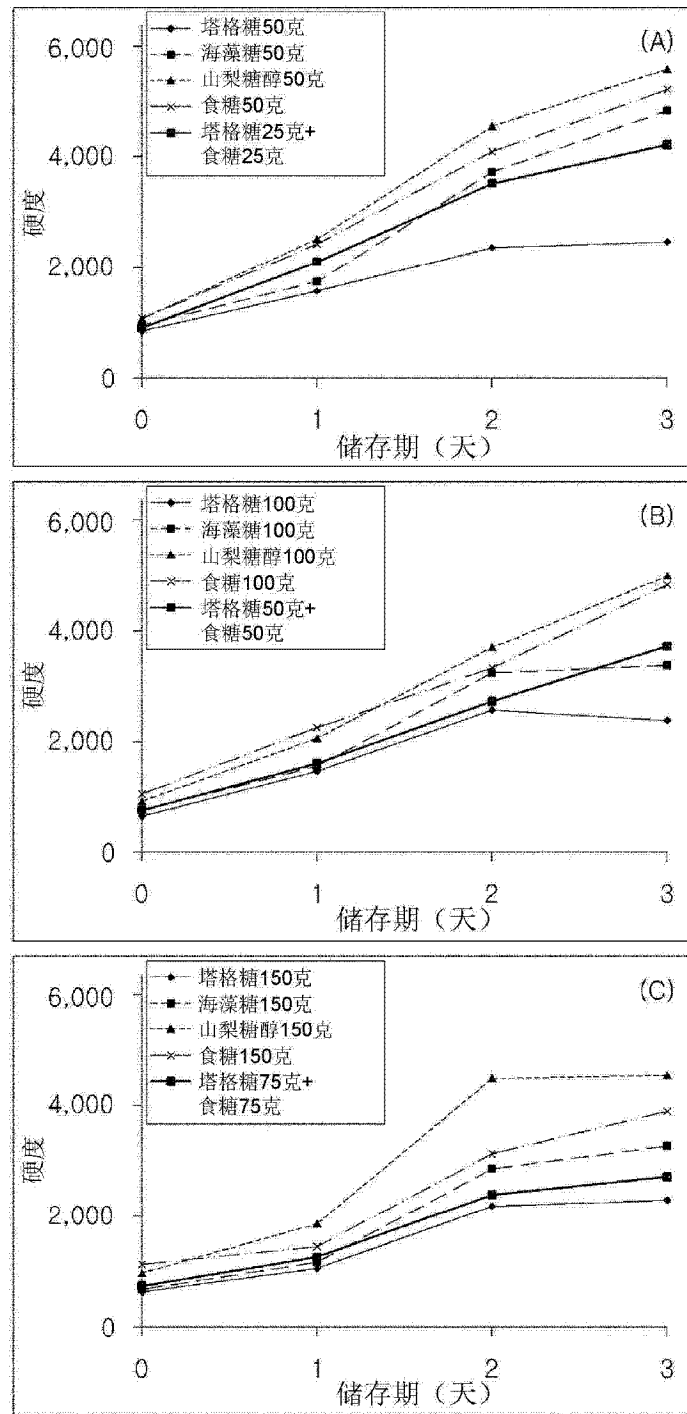 (A)
塔格糖50克
海藻糖50克
山梨糖醇50克
食糖50克
塔格糖25克+
食糖25克
6,000
4,000
2,000
0
硬度
0 1 2 3
储存期（天）
(B)
塔格糖100克
海藻糖100克
山梨糖醇100克
食糖100克
塔格糖50克+
食糖50克
6,000
4,000
2,000
0
硬度
0 1 2 3
储存期（天）
(C)
塔格糖150克
海藻糖150克
山梨糖醇150克
食糖150克
塔格糖75克+
食糖75克
6,000
4,000
2,000
0
硬度
0 1 2 3
储存期（天）